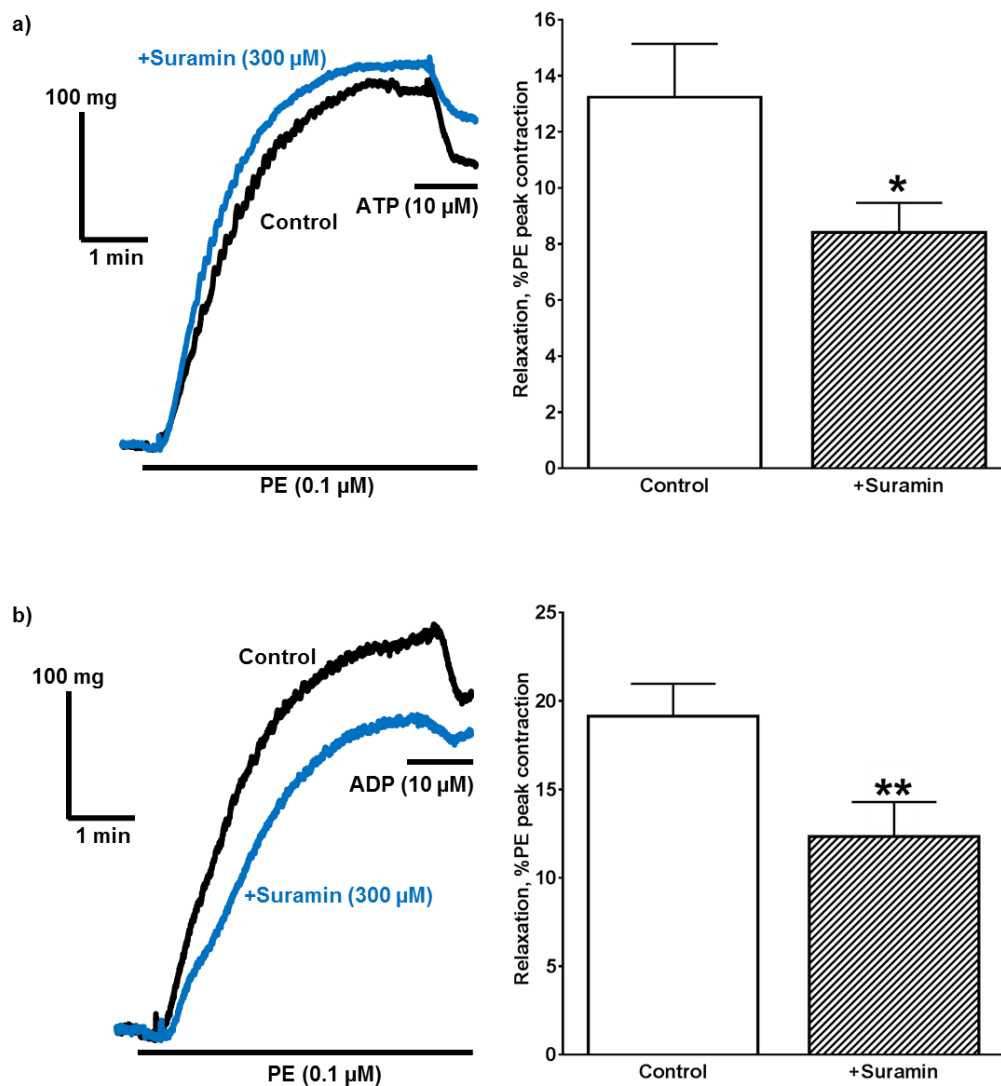 a)
+Suramin (300 µM)
100 mg
1 min
Control
ATP (10 µM)
PE (0.1 µM)
Relaxation, %PE peak contraction
16
14
12
10
8
6
4
2
0
*
Control
+Suramin
b)
Control
100 mg
1 min
ADP (10 µM)
+Suramin (300 µM)
PE (0.1 µM)
Relaxation, %PE peak contraction
25
20
15
10
5
0
**
Control
+Suramin